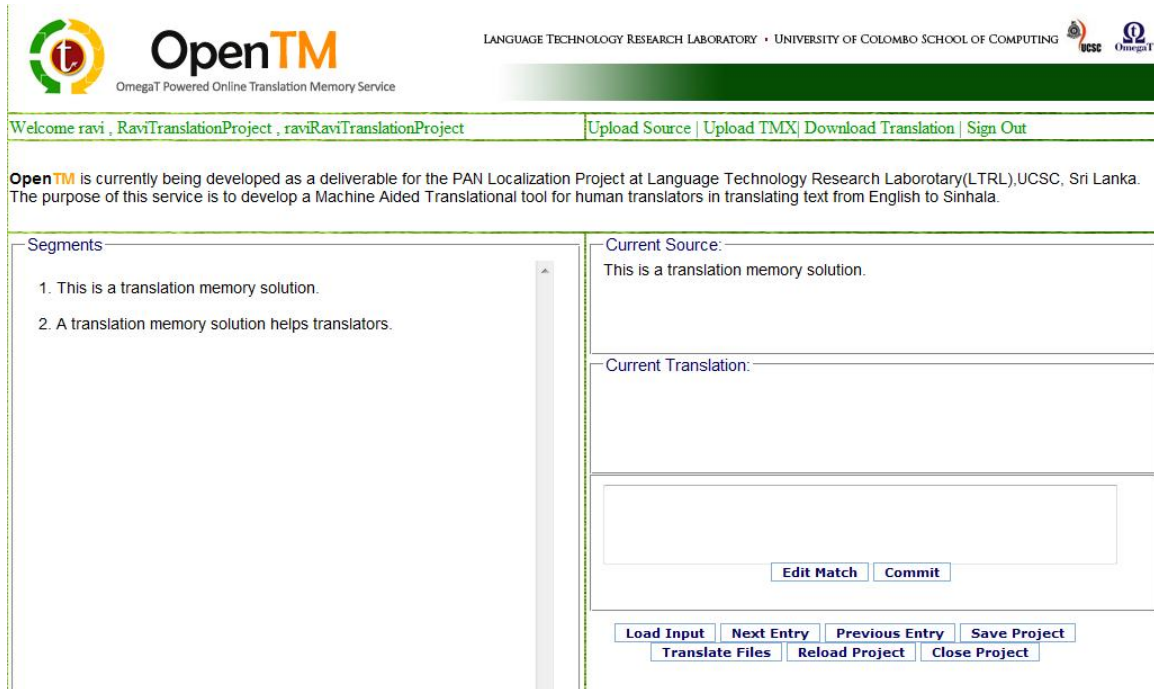 t
OpenTM
OmegaT Powered Online Translation Memory Service
LANGUAGE TECHNOLOGY RESEARCH LABORATORY • UNIVERSITY OF COLOMBO SCHOOL OF COMPUTING
UCSC
Ω
OmegaT
Welcome ravi , RaviTranslationProject , raviRaviTranslationProject
Upload Source | Upload TMX| Download Translation | Sign Out
OpenTM is currently being developed as a deliverable for the PAN Localization Project at Language Technology Research Laborotary(LTRL),UCSC, Sri Lanka.
The purpose of this service is to develop a Machine Aided Translational tool for human translators in translating text from English to Sinhala.
Segments
1. This is a translation memory solution.
2. A translation memory solution helps translators.
Current Source:
This is a translation memory solution.
Current Translation:
Edit Match Commit
Load Input Next Entry Previous Entry Save Project
Translate Files Reload Project Close Project